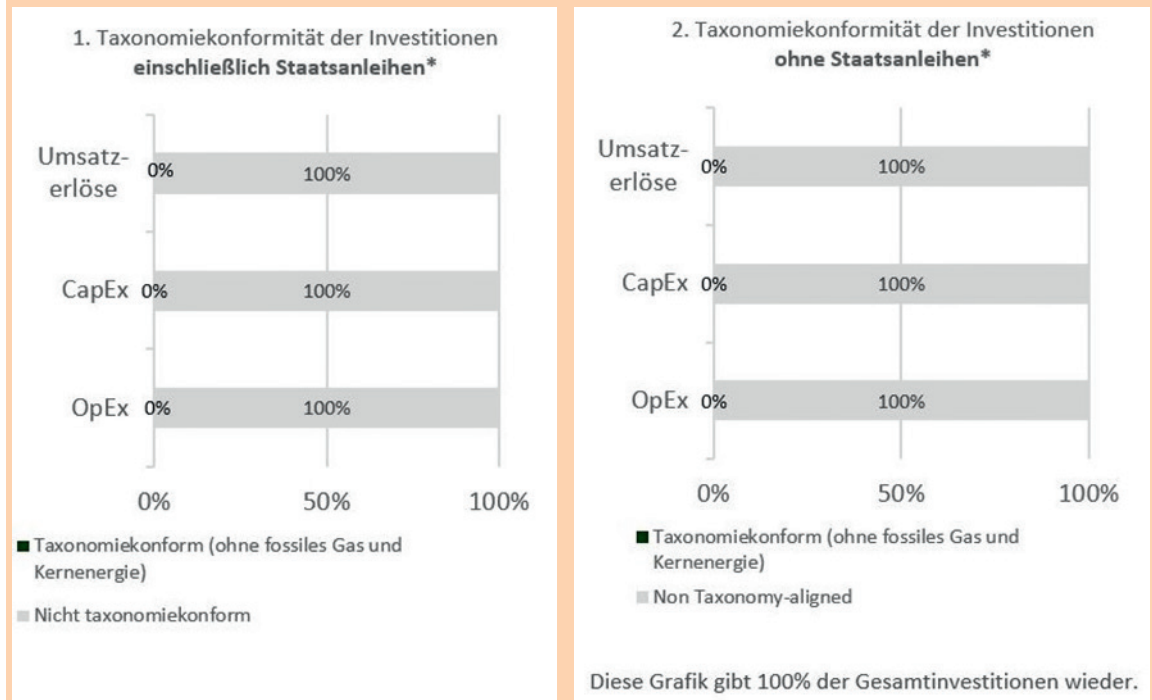 1. Taxonomiekonformität der Investitionen
einschließlich Staatsanleihen*
Umsatz-
erlöse
0%
100%
CapEx
0%
100%
OpEx
0%
100%
0%
50%
100%
Taxonomiekonform (ohne fossiles Gas und
Kernenergie)
Nicht taxonomiekonform
2. Taxonomiekonformität der Investitionen
ohne Staatsanleihen*
Umsatz-
erlöse
0%
100%
CapEx
0%
100%
OpEx
0%
100%
0%
50%
100%
Taxonomiekonform (ohne fossiles Gas und
Kernenergie)
Non Taxonomy-aligned
Diese Grafik gibt 100% der Gesamtinvestitionen wieder.